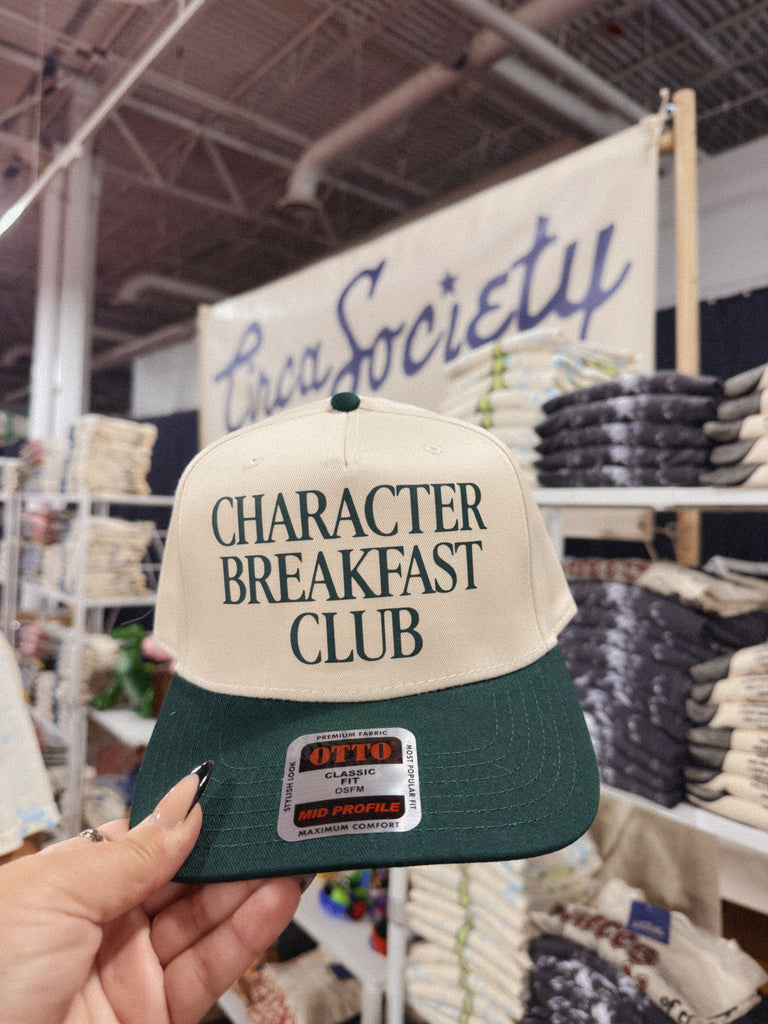 Circa Society
CHARACTER
BREAKFAST
CLUB
PREMIUM FABRIC
STYLISH LOOK
OTTO
CLASSIC
FIT
OSFM
MID PROFILE
MOST POPULAR FIT
MAXIMUM COMFORT